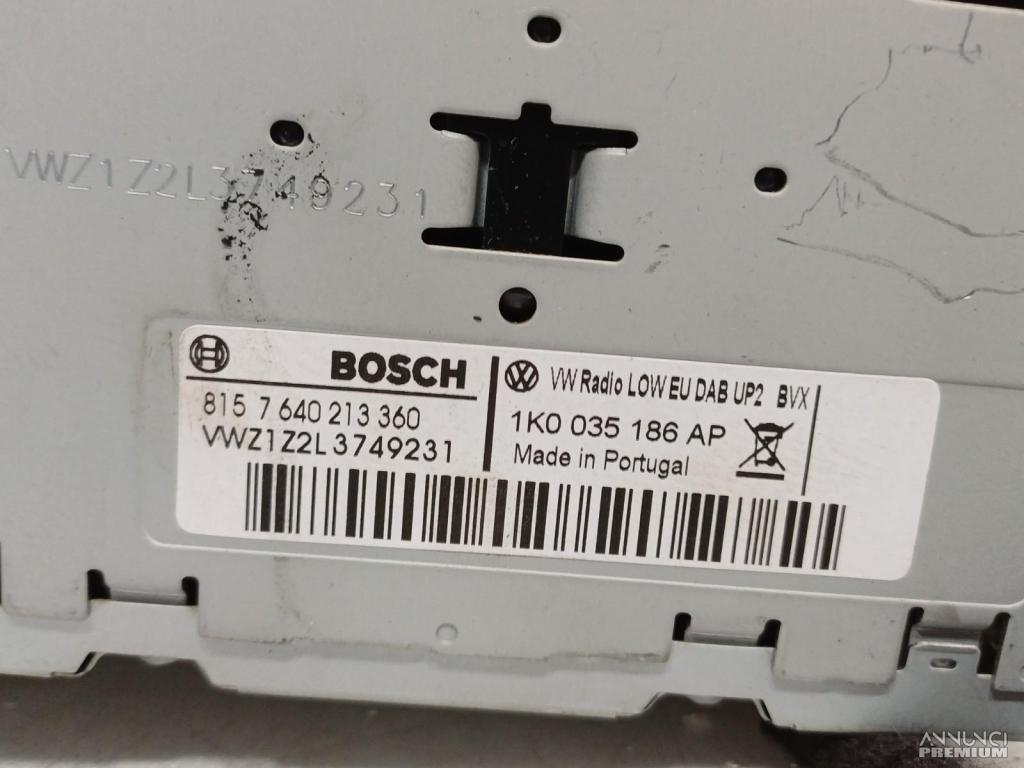 VWZ1Z2L3749231
BOSCH
815 7 640 213 360
VWZ1Z2L3749231
VW Radio LOW EU DAB UP2 BVX
1K0 035 186 AP
Made in Portugal
ANNUNCI
PREMIUM